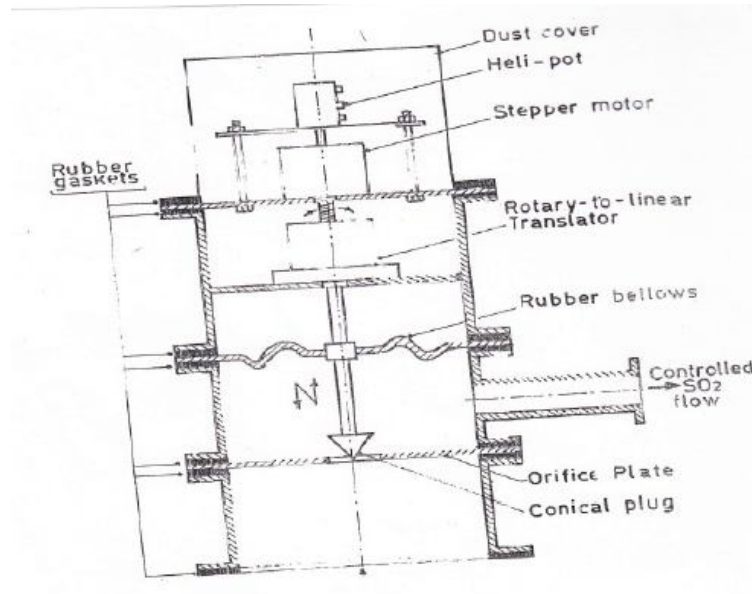 Dust cover
Heli-pot
Stepper motor
Rubber
gaskets
Rotary-to-linear
Translator
Rubber bellows
Controlled
SO2
flow
Orifice Plate
Conical plug